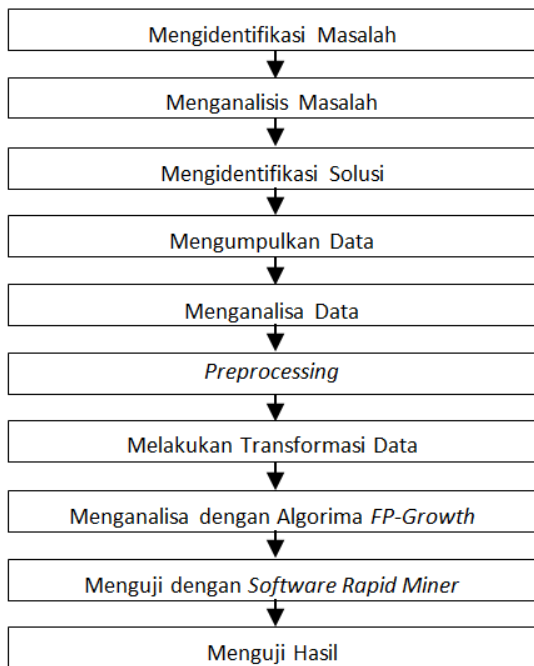 Mengidentifikasi Masalah
Menganalisis Masalah
Mengidentifikasi Solusi
Mengumpulkan Data
Menganalisa Data
Preprocessing
Melakukan Transformasi Data
Menganalisa dengan Algorima FP-Growth
Menguji dengan Software Rapid Miner
Menguji Hasil